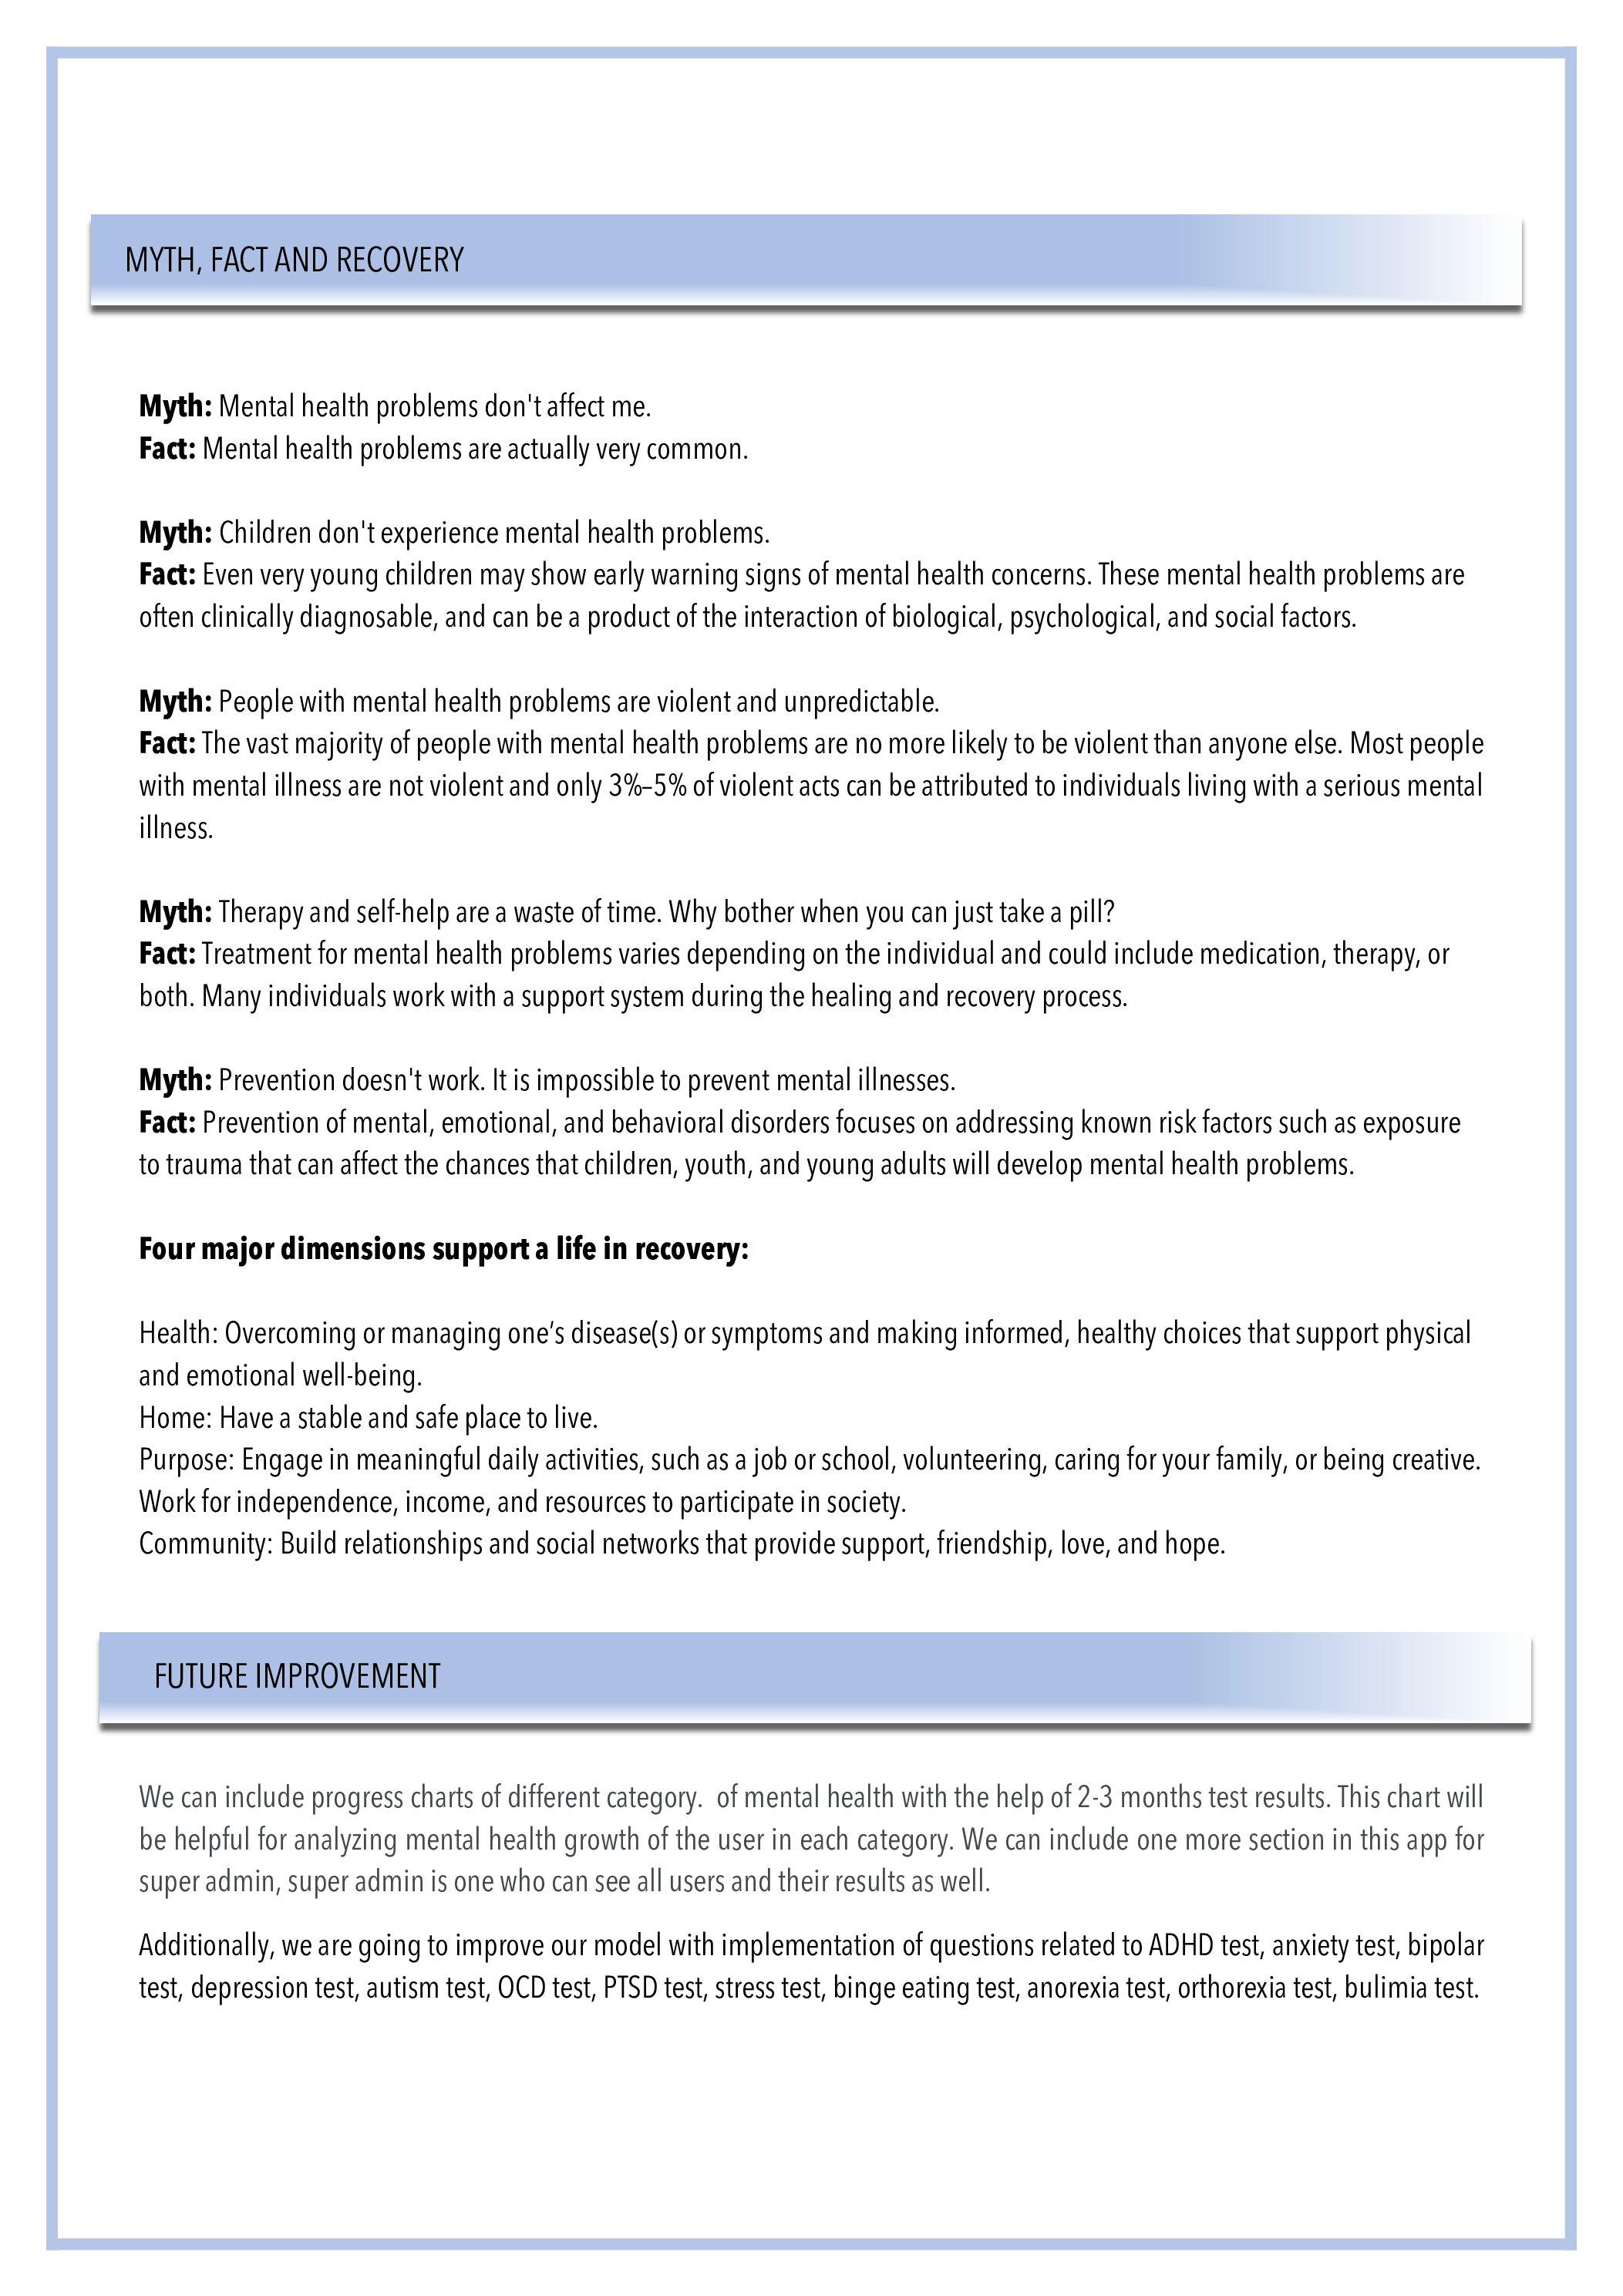 MYTH, FACT AND RECOVERY
Myth: Mental health problems don't affect me.
Fact: Mental health problems are actually very common.
Myth: Children don't experience mental health problems.
Fact: Even very young children may show early warning signs of mental health concerns. These mental health problems are
often clinically diagnosable, and can be a product of the interaction of biological, psychological, and social factors.
Myth: People with mental health problems are violent and unpredictable.
Fact: The vast majority of people with mental health problems are no more likely to be violent than anyone else. Most people
with mental illness are not violent and only 3%–5% of violent acts can be attributed to individuals living with a serious mental
illness.
Myth: Therapy and self-help are a waste of time. Why bother when you can just take a pill?
Fact: Treatment for mental health problems varies depending on the individual and could include medication, therapy, or
both. Many individuals work with a support system during the healing and recovery process.
Myth: Prevention doesn't work. It is impossible to prevent mental illnesses.
Fact: Prevention of mental, emotional, and behavioral disorders focuses on addressing known risk factors such as exposure
to trauma that can affect the chances that children, youth, and young adults will develop mental health problems.
Four major dimensions support a life in recovery:
Health: Overcoming or managing one’s disease(s) or symptoms and making informed, healthy choices that support physical
and emotional well-being.
Home: Have a stable and safe place to live.
Purpose: Engage in meaningful daily activities, such as a job or school, volunteering, caring for your family, or being creative.
Work for independence, income, and resources to participate in society.
Community: Build relationships and social networks that provide support, friendship, love, and hope.
FUTURE IMPROVEMENT
We can include progress charts of different category.  of mental health with the help of 2-3 months test results. This chart will
be helpful for analyzing mental health growth of the user in each category. We can include one more section in this app for
super admin, super admin is one who can see all users and their results as well.
Additionally, we are going to improve our model with implementation of questions related to ADHD test, anxiety test, bipolar
test, depression test, autism test, OCD test, PTSD test, stress test, binge eating test, anorexia test, orthorexia test, bulimia test.